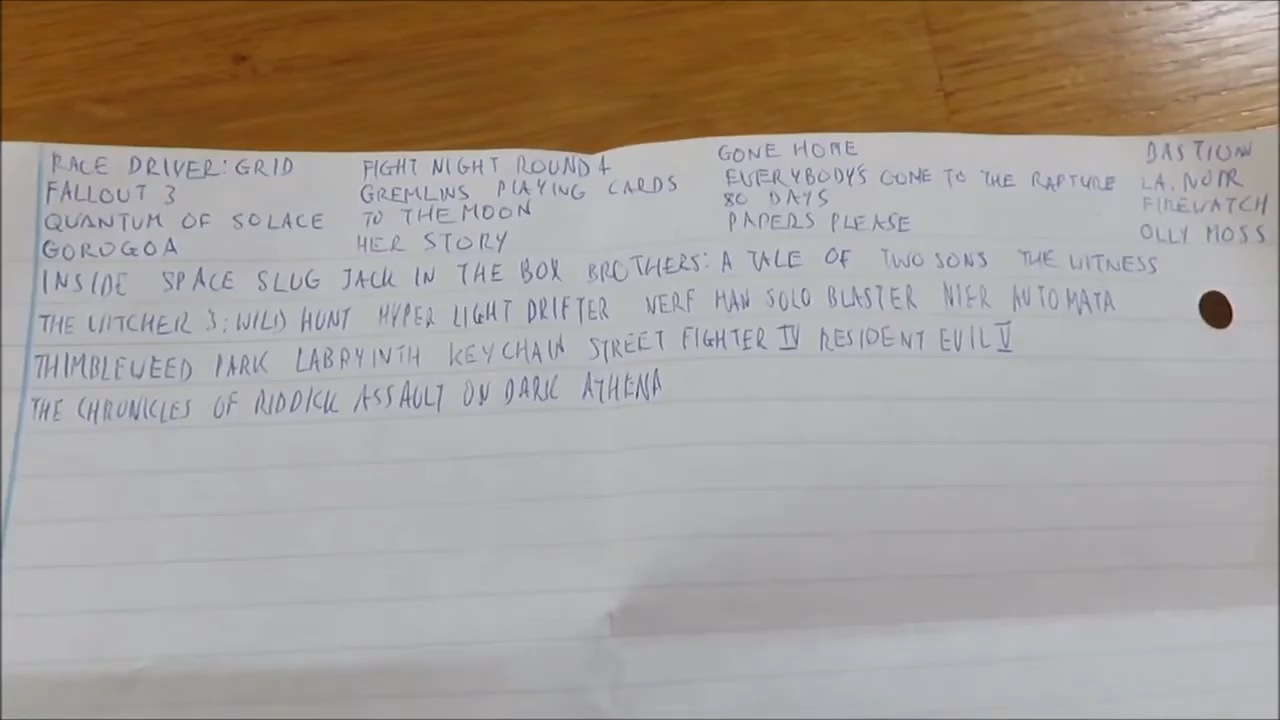 RACE DRIVER: GRID FIGHT NIGHT ROUND 4 GONE HOME BASTION
FALLOUT 3 GREMLINS PLAYING CARDS EVERYBODY'S GONE TO THE RAPTURE L.A. NOIR
QUANTUM OF SOLACE TO THE MOON 80 DAYS FIREWATCH
GOROGOA HER STORY PAPERS PLEASE OLLY MOSS
INSIDE SPACE SLUG JACK IN THE BOX BROTHERS: A TALE OF TWO SONS THE WITNESS
THE WITCHER 3: WILD HUNT HYPER LIGHT DRIFTER NERF HAN SOLO BLASTER NIER AUTOMATA
THIMBLEWEED PARK LABRYINTH KEYCHAIN STREET FIGHTER IV RESIDENT EVIL V
THE CHRONICLES OF RIDDICK ASSAULT ON DARK ATHENA